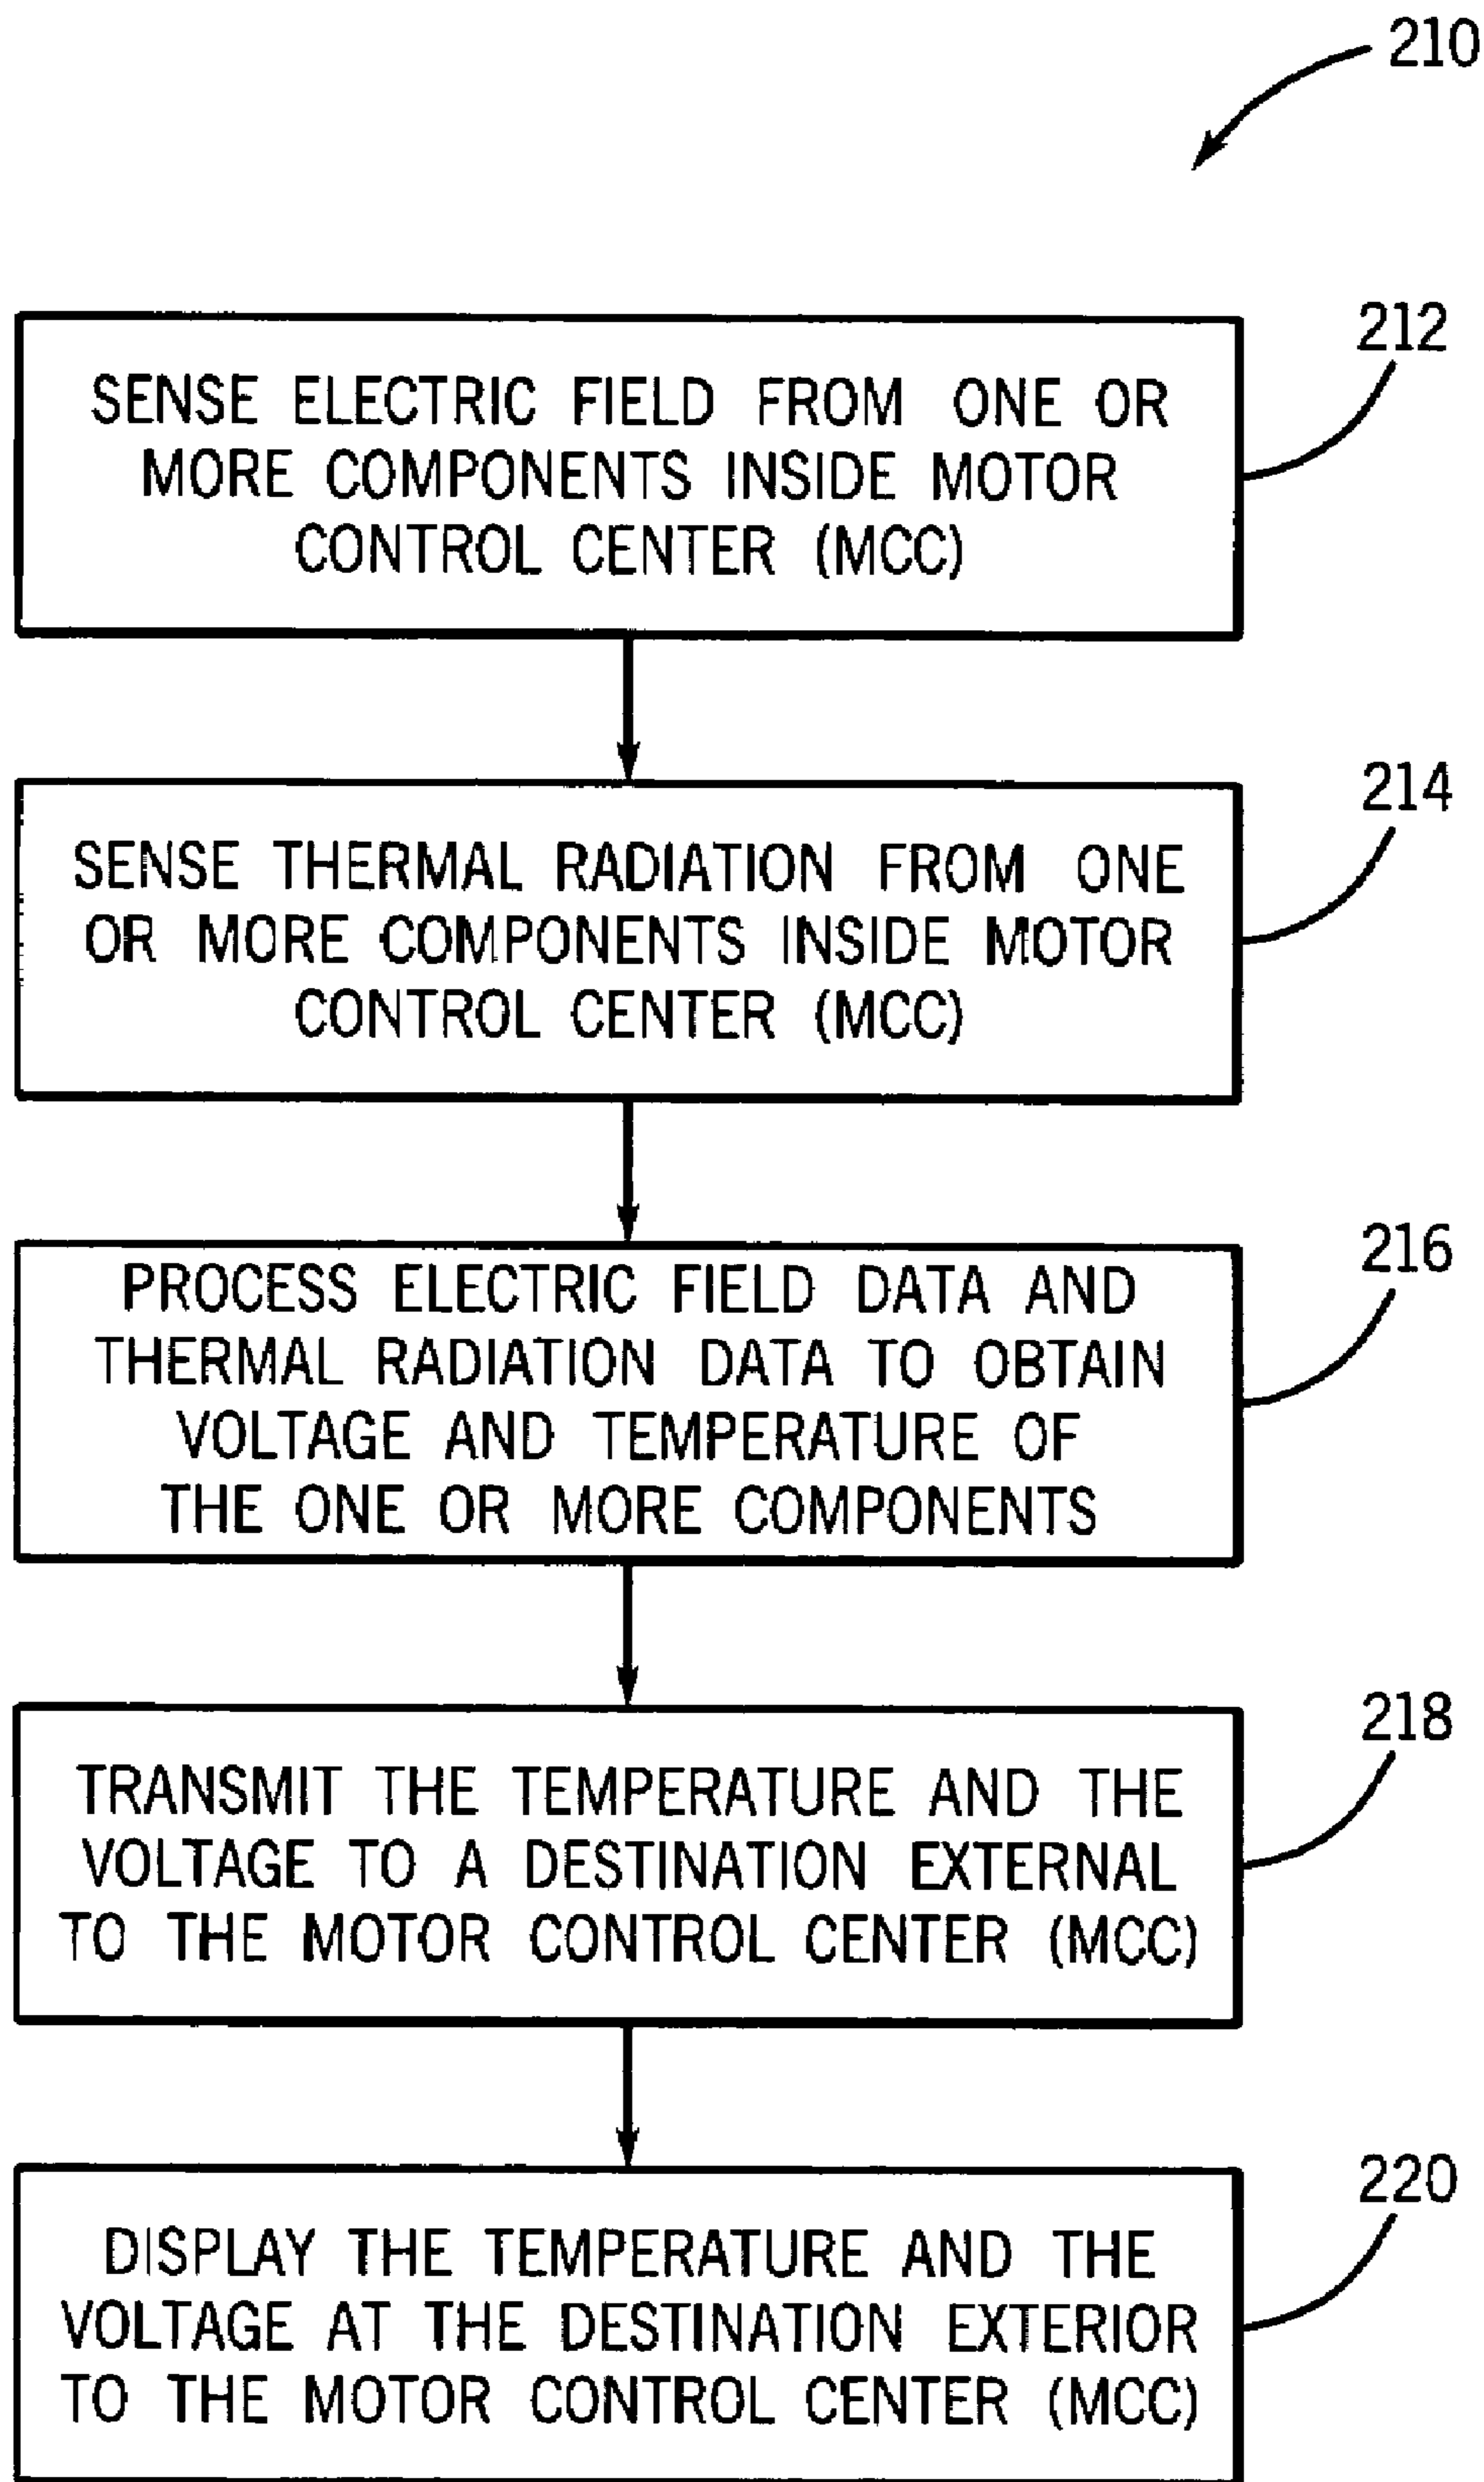 210
212
SENSE ELECTRIC FIELD FROM ONE OR
MORE COMPONENTS INSIDE MOTOR
CONTROL CENTER (MCC)
214
SENSE THERMAL RADIATION FROM ONE
OR MORE COMPONENTS INSIDE MOTOR
CONTROL CENTER (MCC)
216
PROCESS ELECTRIC FIELD DATA AND
THERMAL RADIATION DATA TO OBTAIN
VOLTAGE AND TEMPERATURE OF
THE ONE OR MORE COMPONENTS
218
TRANSMIT THE TEMPERATURE AND THE
VOLTAGE TO A DESTINATION EXTERNAL
TO THE MOTOR CONTROL CENTER (MCC)
220
DISPLAY THE TEMPERATURE AND THE
VOLTAGE AT THE DESTINATION EXTERIOR
TO THE MOTOR CONTROL CENTER (MCC)